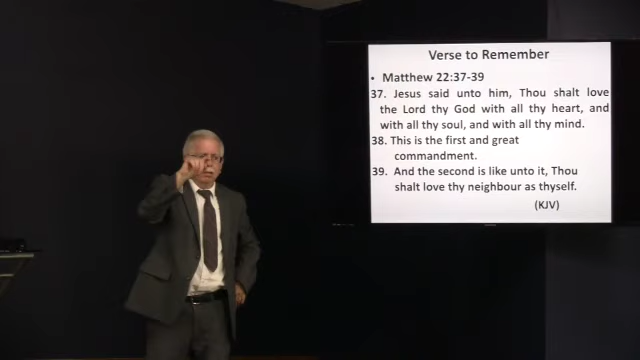 Verse to Remember
• Matthew 22:37-39
37. Jesus said unto him, Thou shalt love
the Lord thy God with all thy heart, and
with all thy soul, and with all thy mind.
38. This is the first and great
commandment.
39. And the second is like unto it, Thou
shalt love thy neighbour as thyself.
(KJV)